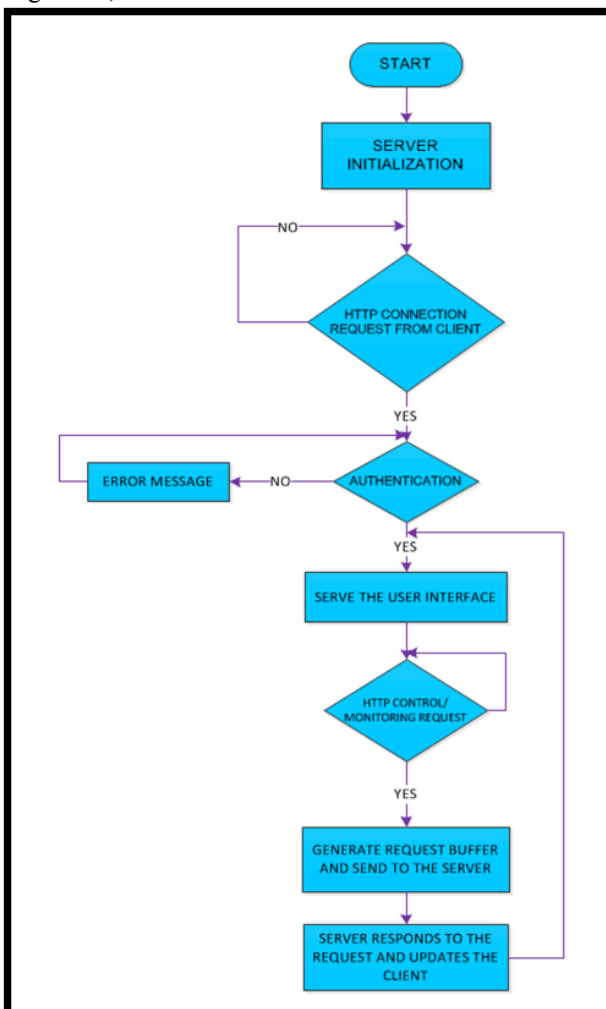 START
SERVER
INITIALIZATION
NO
HTTP CONNECTION
REQUEST FROM CLIENT
YES
ERROR MESSAGE
NO
AUTHENTICATION
YES
SERVE THE USER INTERFACE
HTTP CONTROL/
MONITORING REQUEST
YES
GENERATE REQUEST BUFFER
AND SEND TO THE SERVER
SERVER RESPONDS TO THE
REQUEST AND UPDATES THE
CLIENT